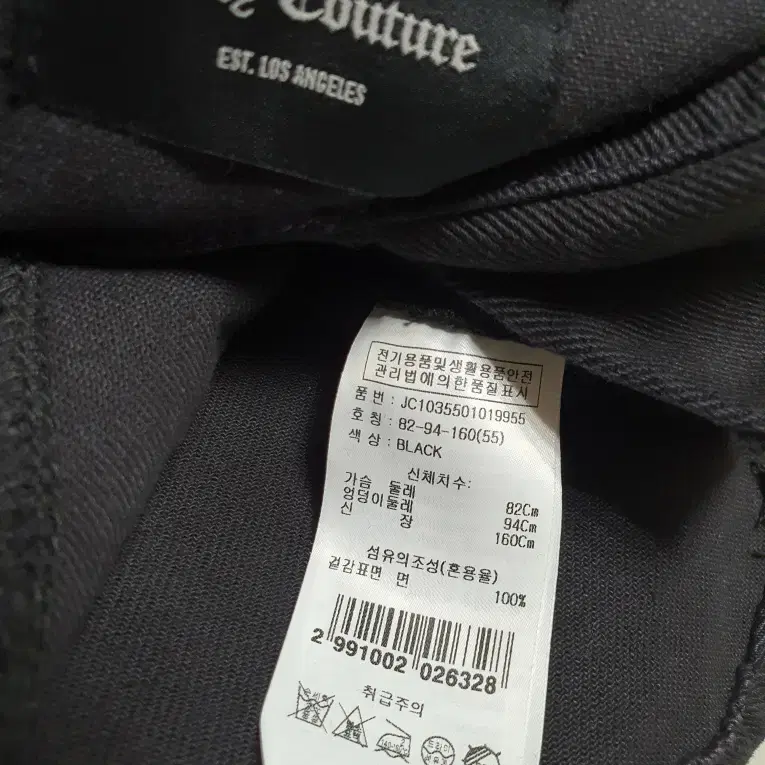 Couture
EST. LOS ANGELES
전기용품및생활용품안전
관리법에의한품질표시
품 번 : JC1035501019955
호 칭 : 82-94-160(55)
색 상 : BLACK
신체치수:
가슴 둘레 82Cm
엉덩이둘레 94Cm
신 장 160Cm
섬유의조성(혼용율)
겉감표면 면 100%
2 991002 026328
취급주의